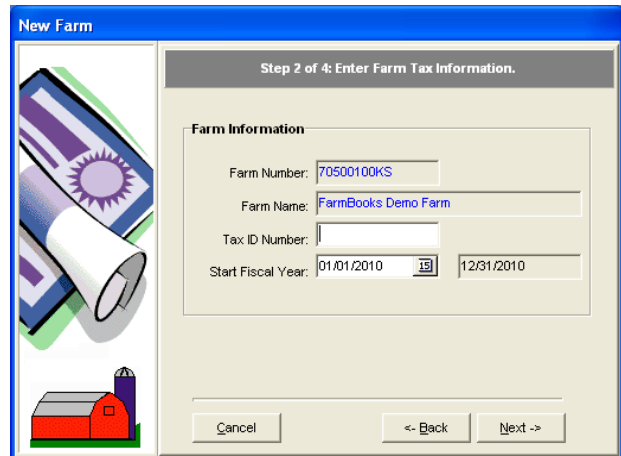 New Farm
Step 2 of 4: Enter Farm Tax Information.
Farm Information
Farm Number: 70500100KS
Farm Name: FarmBooks Demo Farm
Tax ID Number:
Start Fiscal Year: 01/01/2010 15 12/31/2010
Cancel <- Back Next ->